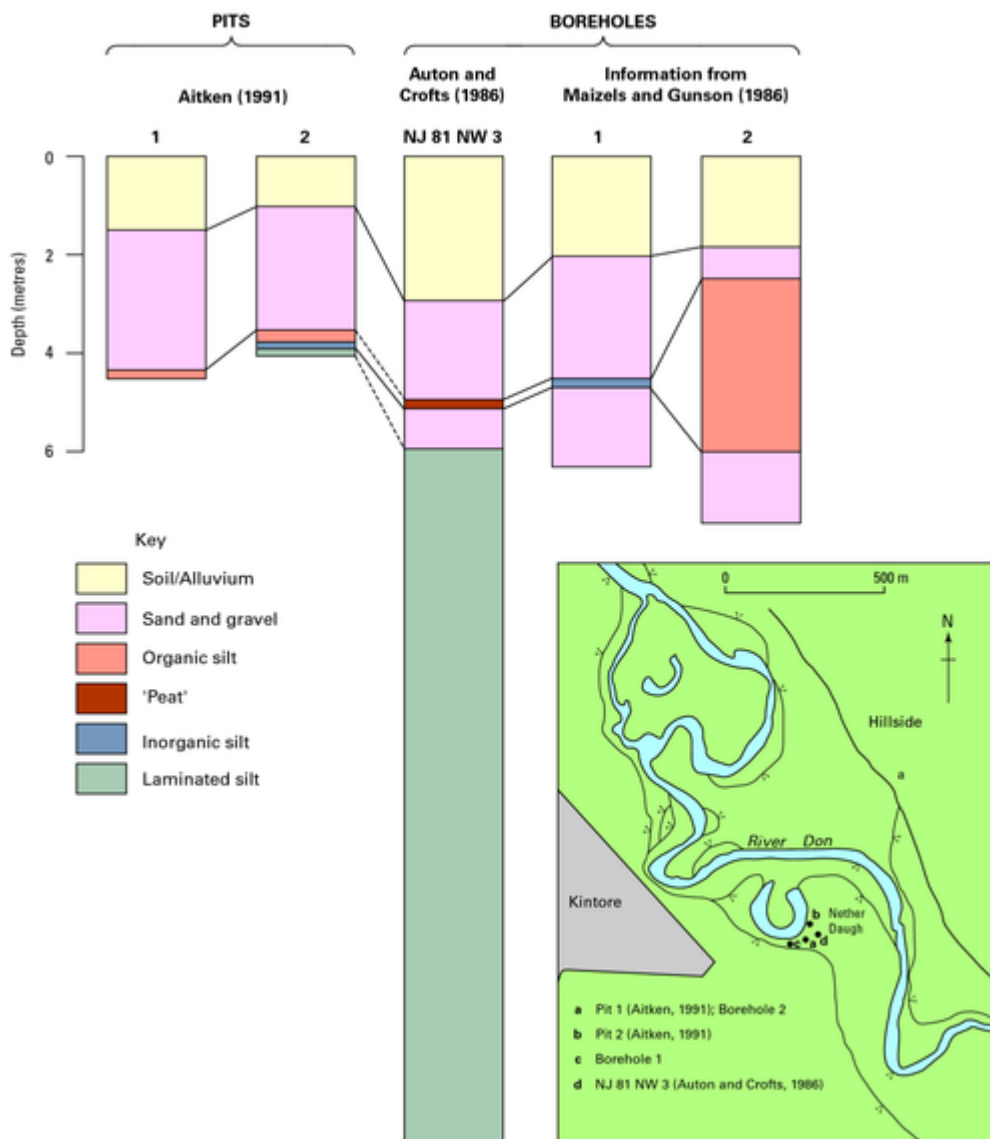 PITS
BOREHOLES
Aitken (1991)
Auton and
Crofts (1986)
Information from
Maizels and Gunson (1986)
1
2
NJ 81 NW 3
1
2
0
2
4
6
Depth (metres)
Key
Soil/Alluvium
Sand and gravel
Organic silt
'Peat'
Inorganic silt
Laminated silt
0
500 m
N
Hillside
a
River Don
Kintore
b
Nether
Daugh
c
a
d
a Pit 1 (Aitken, 1991); Borehole 2
b Pit 2 (Aitken, 1991)
c Borehole 1
d NJ 81 NW 3 (Auton and Crofts, 1986)